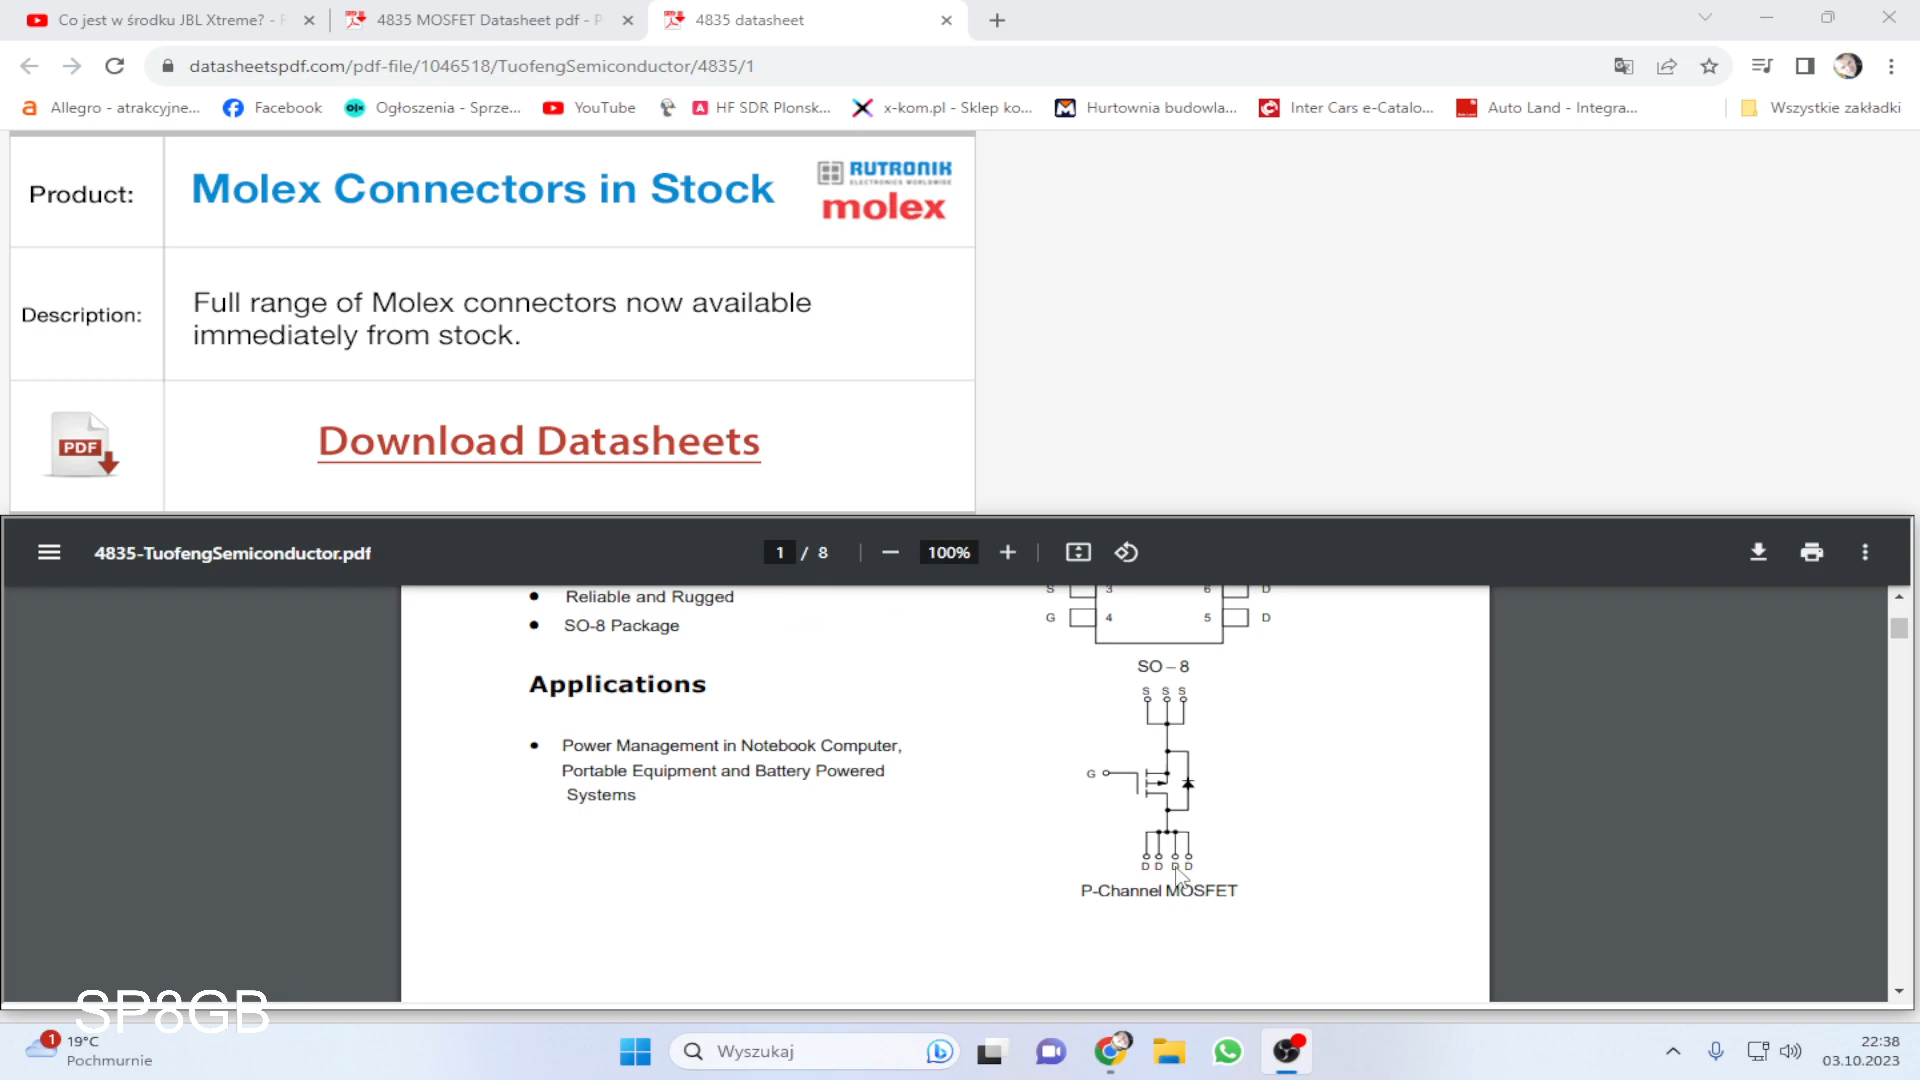 Co jest w środku JBL Xtreme? - F
4835 MOSFET Datasheet pdf - P
4835 datasheet
datasheetspdf.com/pdf-file/1046518/TuofengSemiconductor/4835/1
Allegro - atrakcyjne...
Facebook
Ogłoszenia - Sprze...
YouTube
HF SDR Plonsk...
x-kom.pl - Sklep ko...
Hurtownia budowla...
Inter Cars e-Catalo...
Auto Land - Integra...
Wszystkie zakładki
Product:
Molex Connectors in Stock
RUTRONIK
ELECTRONICS WORLDWIDE
molex
Description:
Full range of Molex connectors now available
immediately from stock.
PDF
Download Datasheets
4835-TuofengSemiconductor.pdf
1 / 8
100%
Reliable and Rugged
SO-8 Package
Applications
Power Management in Notebook Computer,
Portable Equipment and Battery Powered
Systems
S 3 6 D
G 4 5 D
SO – 8
S S S
G
D D D D
P-Channel MOSFET
SP8GB
1
19°C
Pochmurnie
Wyszukaj
22:38
03.10.2023